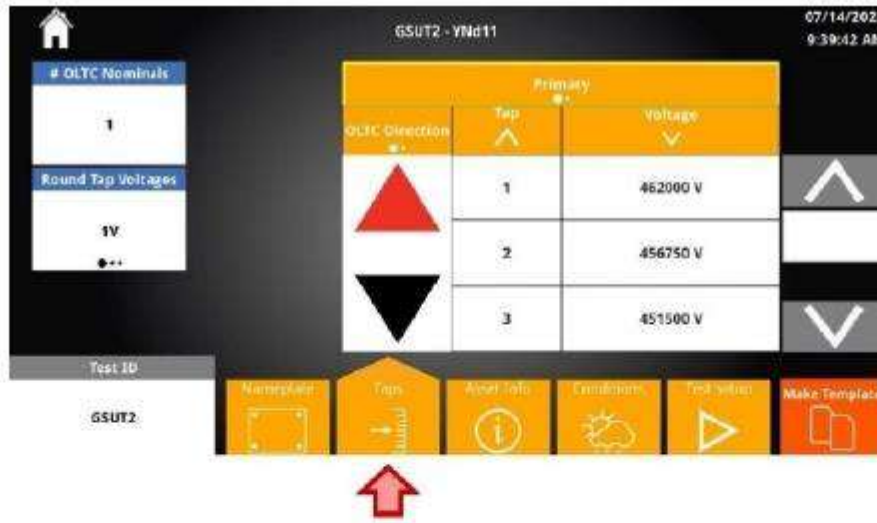 GSUT2 - YNd11
07/14/202
9:39:42 AM
# OLTC Nominals
1
Round Tap Voltages
1V
Primary
OLTC Direction
Tap
Voltage
1
462000 V
2
456750 V
3
451500 V
Test ID
GSUT2
Nameplate
Taps
Asset Info
Conditions
Test Setup
Make Template